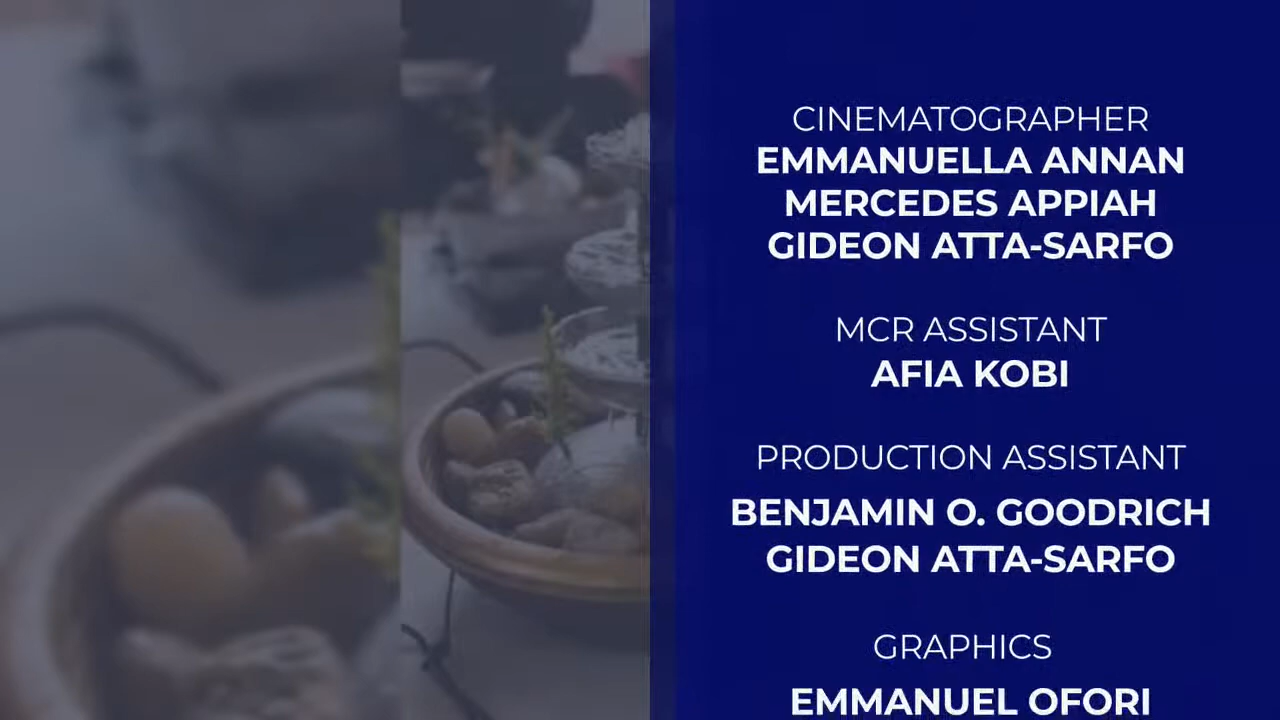 CINEMATOGRAPHER
EMMANUELLA ANNAN
MERCEDES APPIAH
GIDEON ATTA-SARFO
MCR ASSISTANT
AFIA KOBI
PRODUCTION ASSISTANT
BENJAMIN O. GOODRICH
GIDEON ATTA-SARFO
GRAPHICS
EMMANUEL OFORI